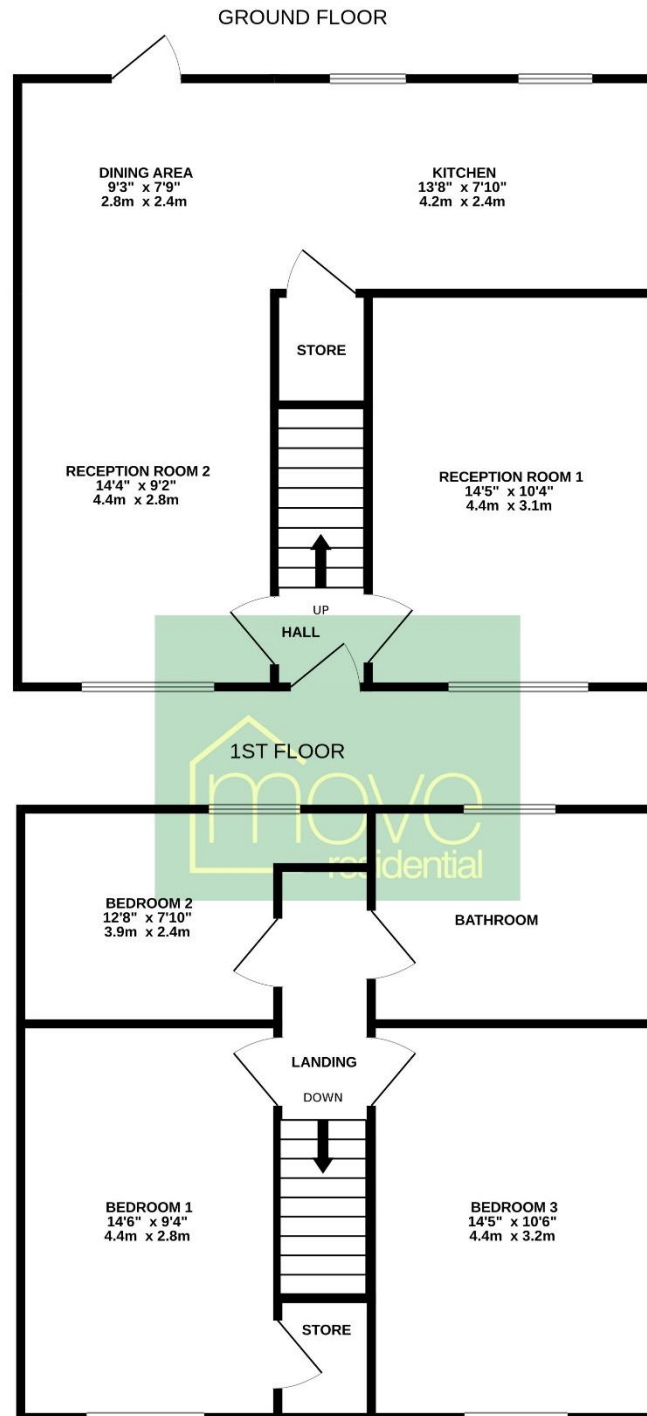 GROUND FLOOR
DINING AREA
9'3" x 7'9"
2.8m x 2.4m
KITCHEN
13'8" x 7'10"
4.2m x 2.4m
STORE
RECEPTION ROOM 2
14'4" x 9'2"
4.4m x 2.8m
RECEPTION ROOM 1
14'5" x 10'4"
4.4m x 3.1m
UP
HALL
1ST FLOOR
move
residential
BEDROOM 2
12'8" x 7'10"
3.9m x 2.4m
BATHROOM
LANDING
DOWN
BEDROOM 1
14'6" x 9'4"
4.4m x 2.8m
BEDROOM 3
14'5" x 10'6"
4.4m x 3.2m
STORE